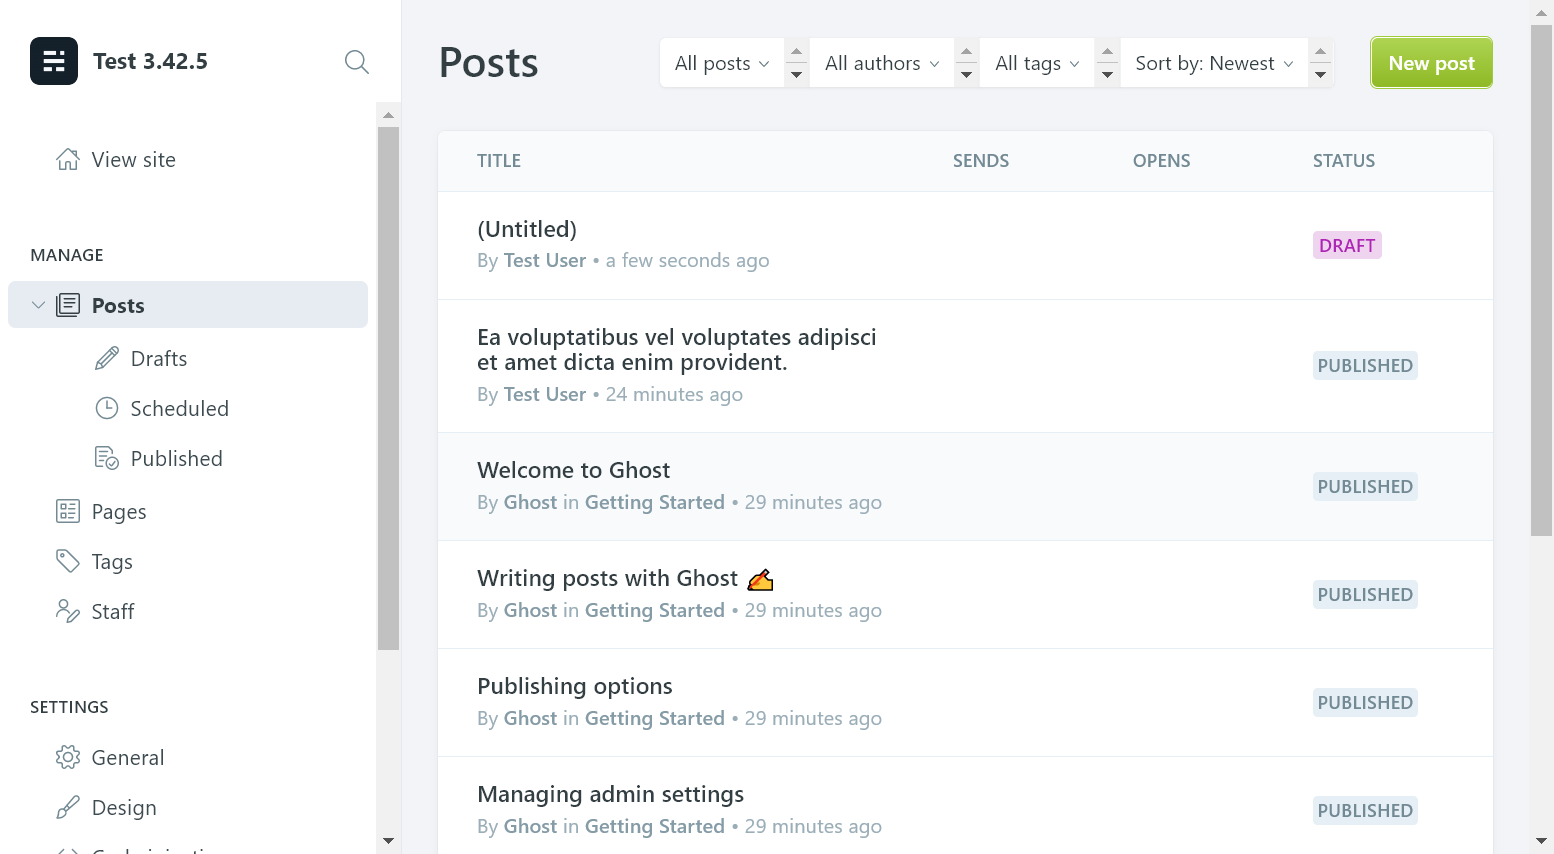 Test 3.42.5
View site
MANAGE
Posts
Drafts
Scheduled
Published
Pages
Tags
Staff
SETTINGS
General
Design
Posts
All posts
All authors
All tags
Sort by: Newest
New post
TITLE SENDS OPENS STATUS
(Untitled)
By Test User • a few seconds ago
DRAFT
Ea voluptatibus vel voluptates adipisci
et amet dicta enim provident.
By Test User • 24 minutes ago
PUBLISHED
Welcome to Ghost
By Ghost in Getting Started • 29 minutes ago
PUBLISHED
Writing posts with Ghost ✍️
By Ghost in Getting Started • 29 minutes ago
PUBLISHED
Publishing options
By Ghost in Getting Started • 29 minutes ago
PUBLISHED
Managing admin settings
By Ghost in Getting Started • 29 minutes ago
PUBLISHED